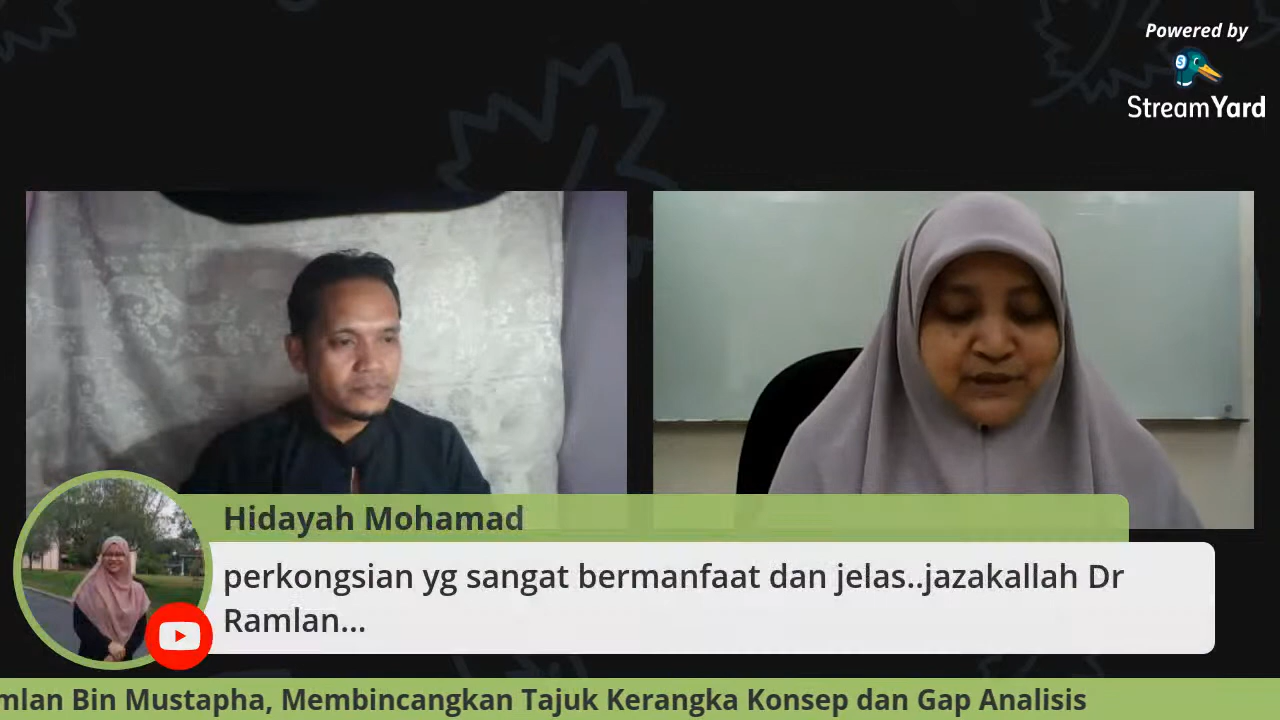 Powered by
StreamYard
Hidayah Mohamad
perkongsian yg sangat bermanfaat dan jelas..jazakallah Dr
Ramlan...
mlan Bin Mustapha, Membincangkan Tajuk Kerangka Konsep dan Gap Analisis